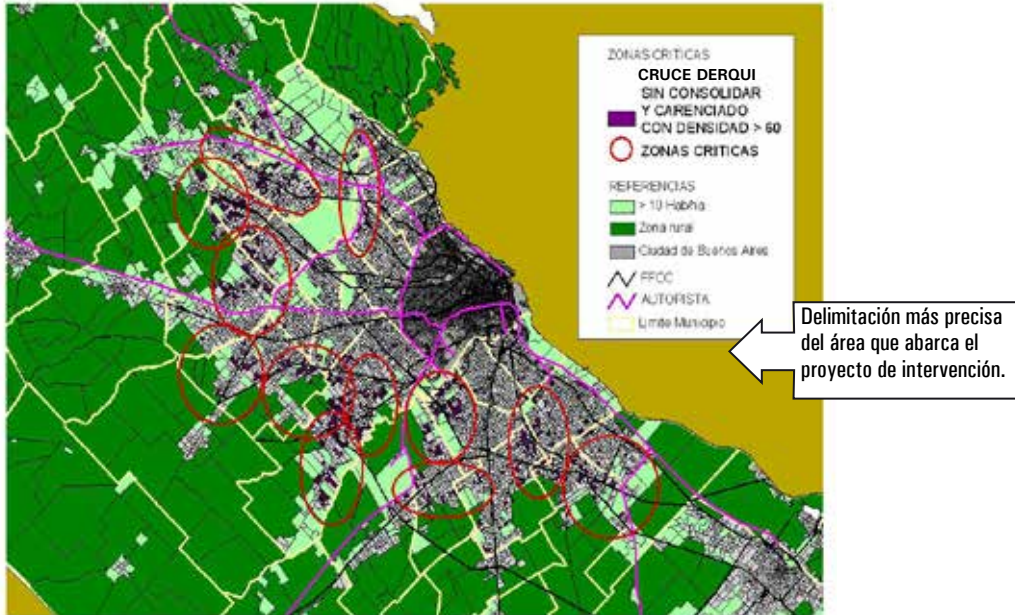 ZONAS CRITICAS
CRUCE DERQUI
SIN CONSOLIDAR
Y CARENCIADO
CON DENSIDAD > 60
ZONAS CRITICAS
REFERENCIAS
> 10 Hab/ha
Zona rural
Ciudad de Buenos Aires
FFCC
AUTOPISTA
Limite Municipio
Delimitación más precisa
del área que abarca el
proyecto de intervención.